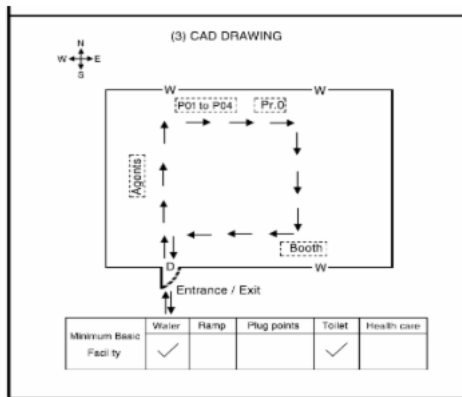 (3) CAD DRAWING
N
W E
S
W W
P01 to P04 Pr.0
Agents
Booth
D W
Entrance / Exit
Water Ramp Plug points Toilet Health care
Minimum Basic
Facility